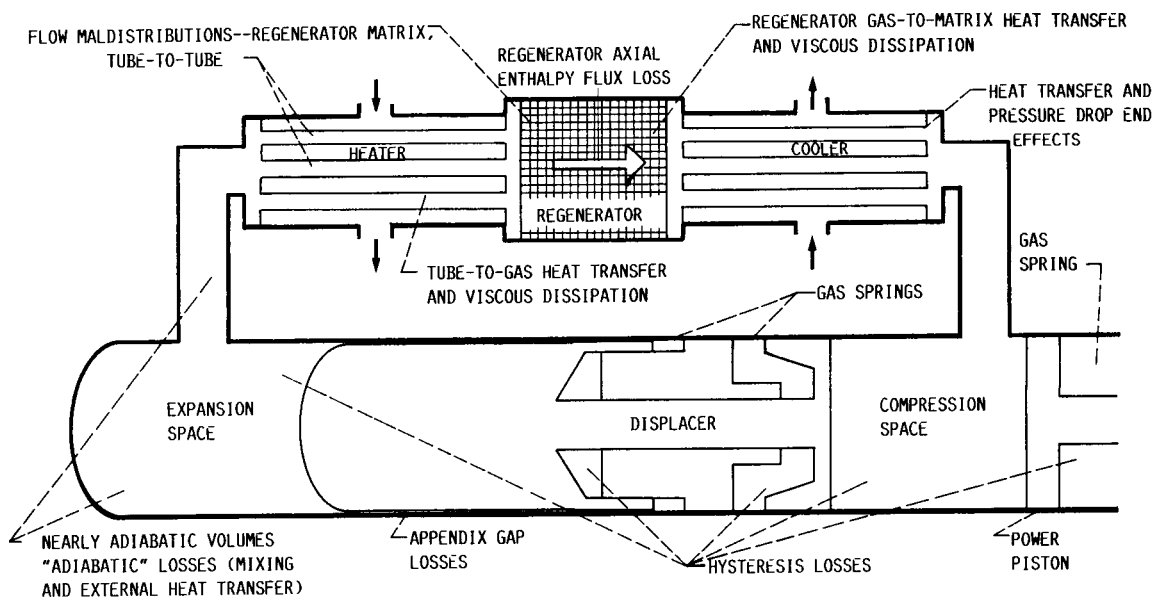 FLOW MALDISTRIBUTIONS--REGENERATOR MATRIX,
TUBE-TO-TUBE
REGENERATOR AXIAL
ENTHALPY FLUX LOSS
REGENERATOR GAS-TO-MATRIX HEAT TRANSFER
AND VISCOUS DISSIPATION
HEAT TRANSFER AND
PRESSURE DROP END
EFFECTS
HEATER
COOLER
REGENERATOR
TUBE-TO-GAS HEAT TRANSFER
AND VISCOUS DISSIPATION
GAS SPRINGS
GAS
SPRING
EXPANSION
SPACE
DISPLACER
COMPRESSION
SPACE
NEARLY ADIABATIC VOLUMES
"ADIABATIC" LOSSES (MIXING
AND EXTERNAL HEAT TRANSFER)
APPENDIX GAP
LOSSES
HYSTERESIS LOSSES
POWER
PISTON